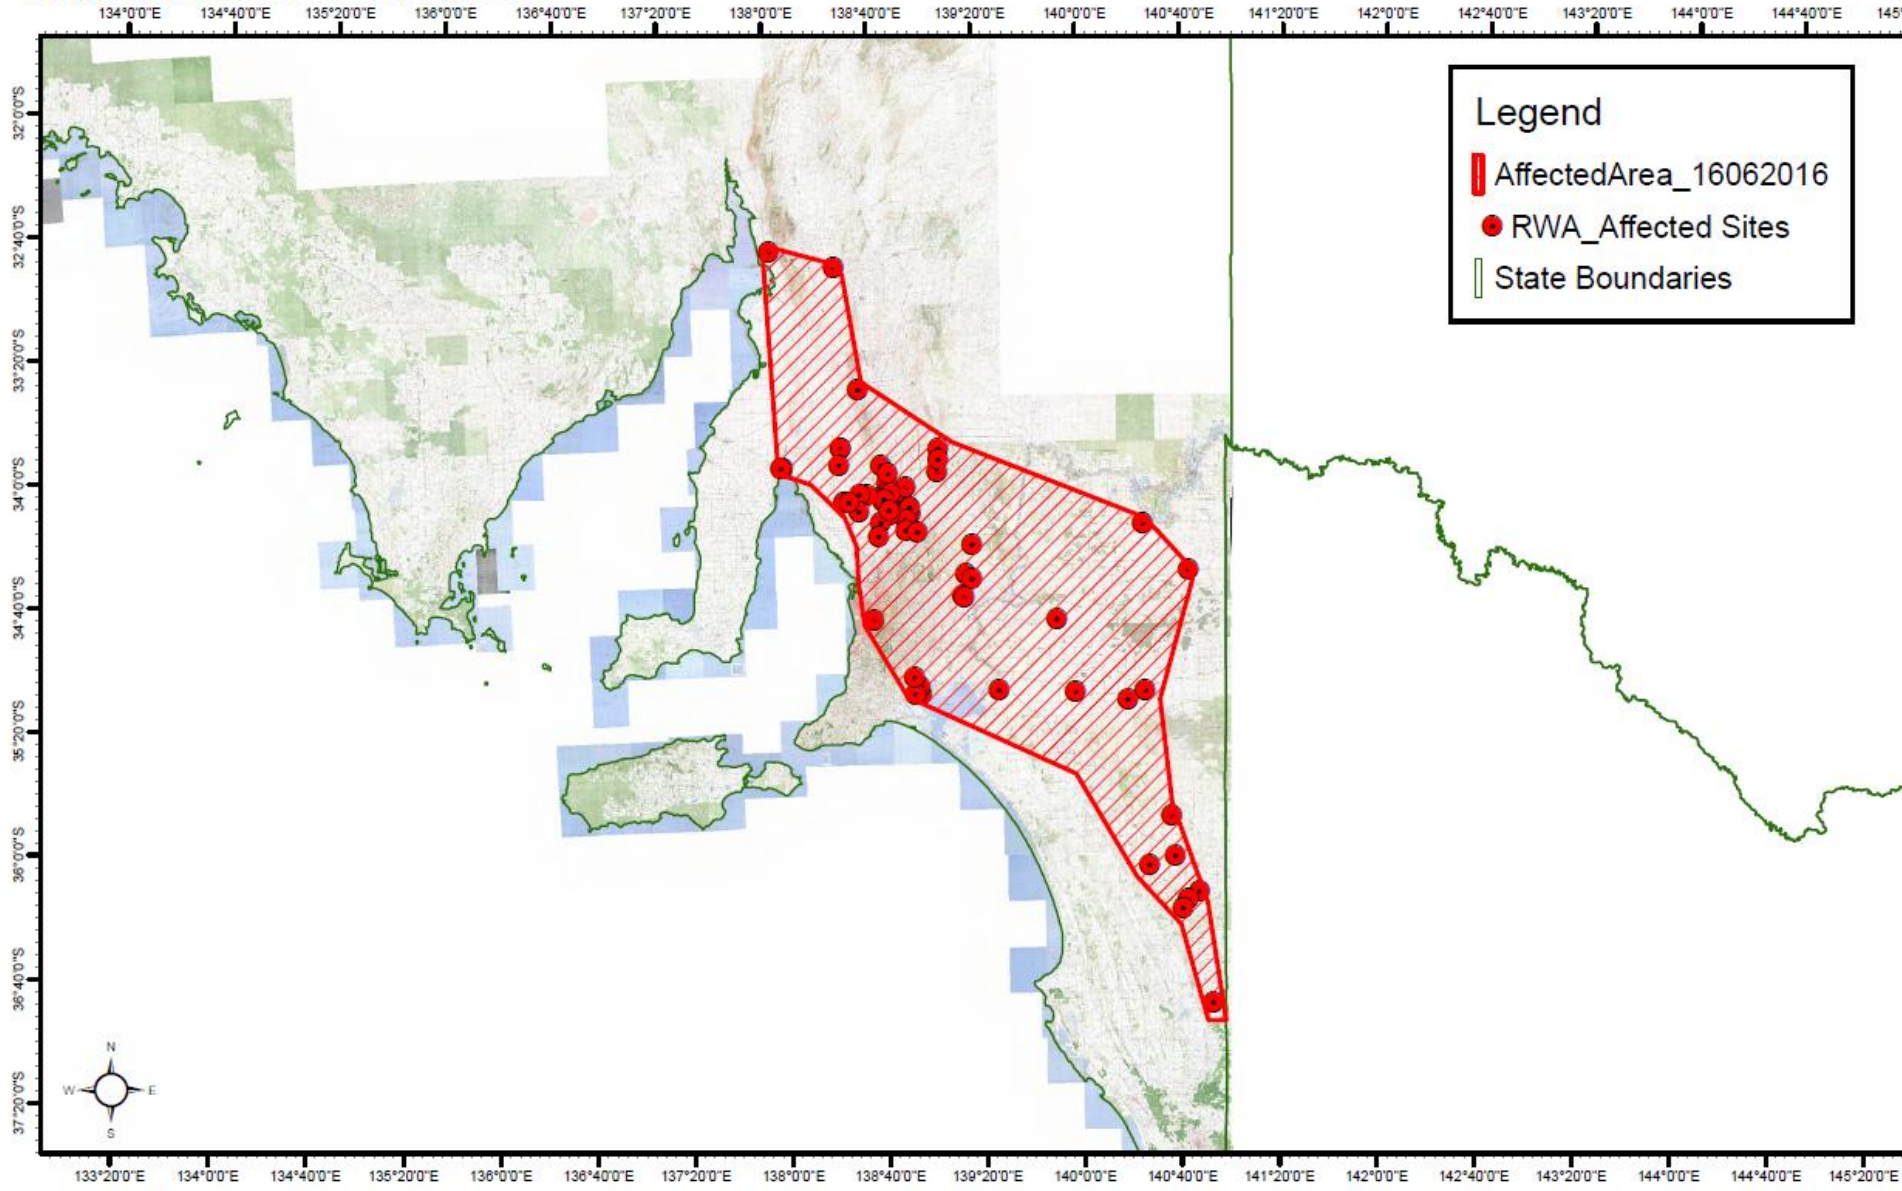 134°0'0"E 134°40'0"E 135°20'0"E 136°0'0"E 136°40'0"E 137°20'0"E 138°0'0"E 138°40'0"E 139°20'0"E 140°0'0"E 140°40'0"E 141°20'0"E 142°0'0"E 142°40'0"E 143°20'0"E 144°0'0"E 144°40'0"E
Legend
AffectedArea_16062016
RWA_Affected Sites
State Boundaries
32°0'0"S
32°40'0"S
33°20'0"S
34°0'0"S
34°40'0"S
35°20'0"S
36°0'0"S
36°40'0"S
37°20'0"S
N
W E
S
133°20'0"E 134°0'0"E 134°40'0"E 135°20'0"E 136°0'0"E 136°40'0"E 137°20'0"E 138°0'0"E 138°40'0"E 139°20'0"E 140°0'0"E 140°40'0"E 141°20'0"E 142°0'0"E 142°40'0"E 143°20'0"E 144°0'0"E 144°40'0"E 145°20'0"E